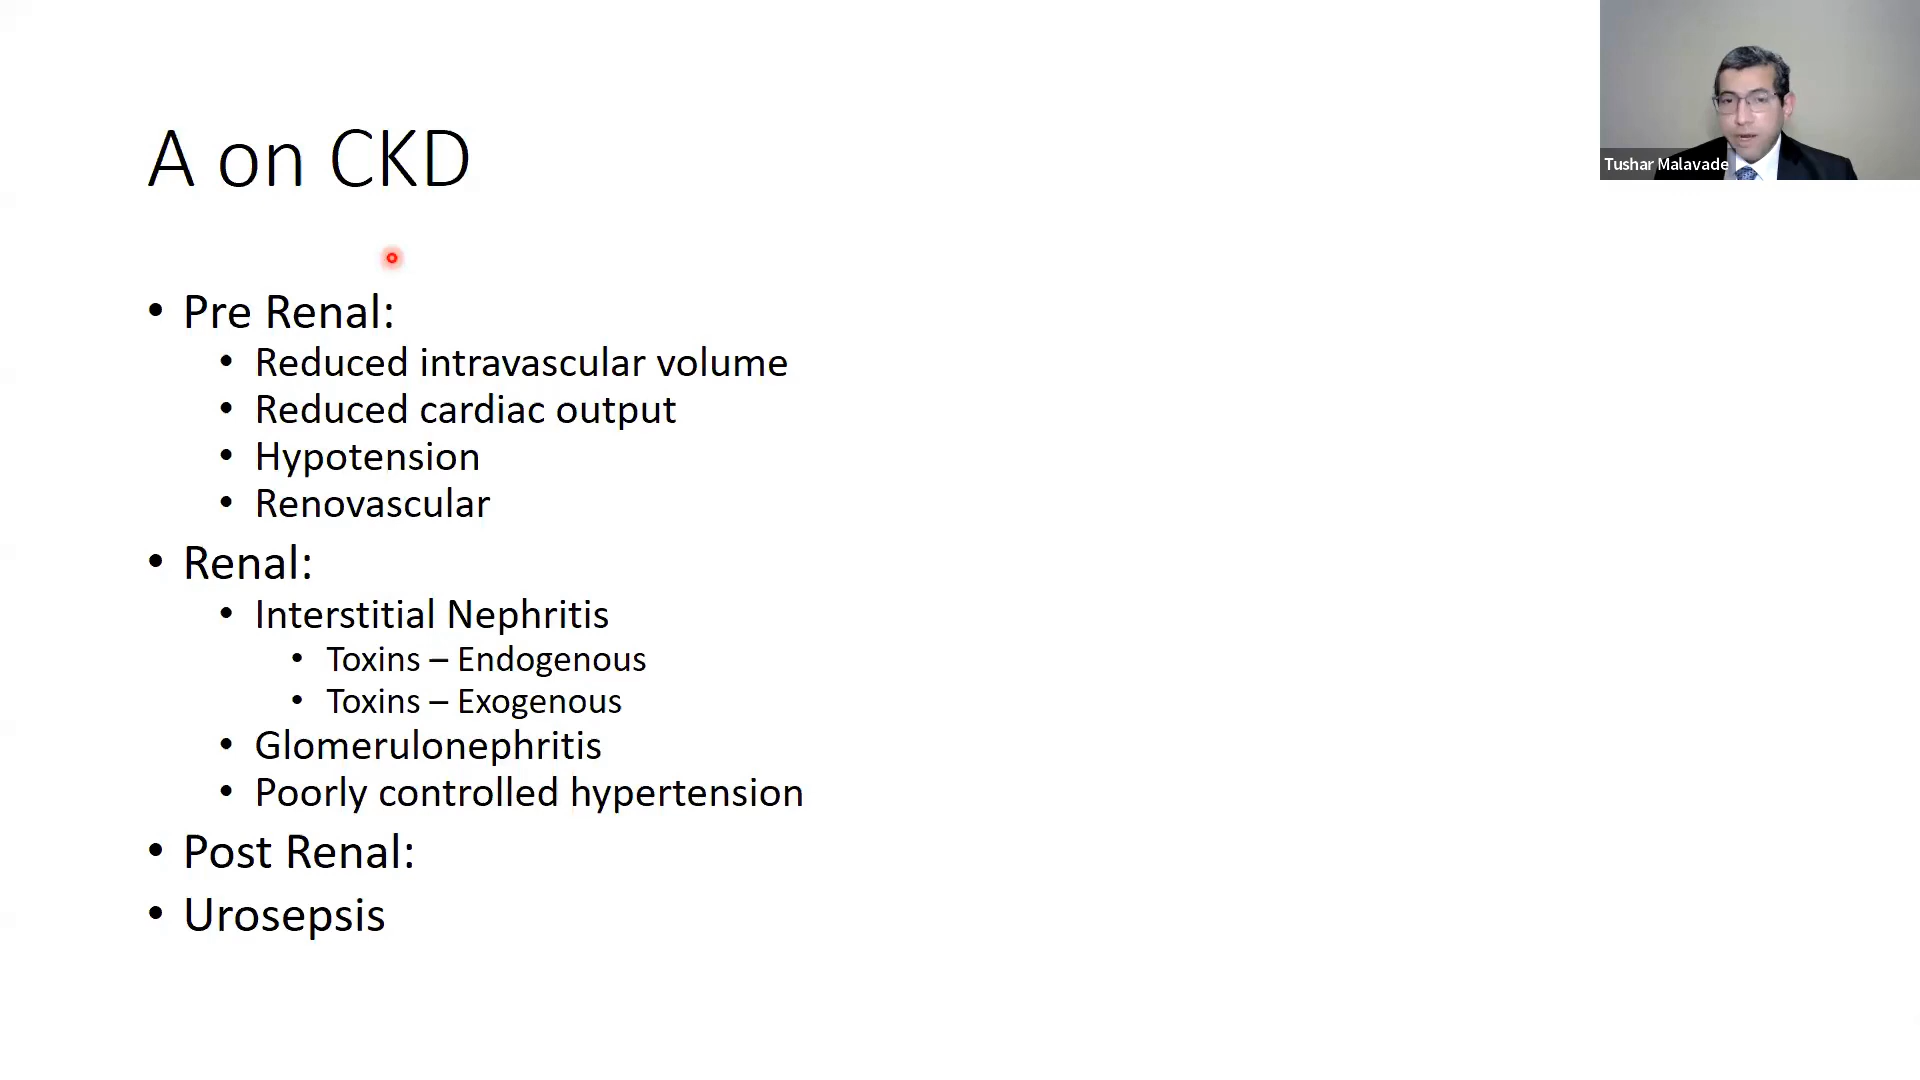 A on CKD
Tushar Malavade
• Pre Renal:
• Reduced intravascular volume
• Reduced cardiac output
• Hypotension
• Renovascular
• Renal:
• Interstitial Nephritis
• Toxins – Endogenous
• Toxins – Exogenous
• Glomerulonephritis
• Poorly controlled hypertension
• Post Renal:
• Urosepsis